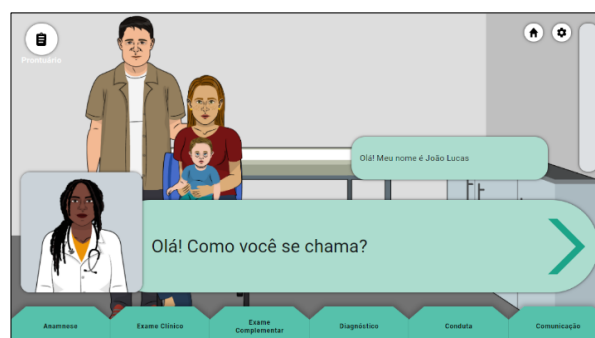 Prontuário
Olá! Meu nome é João Lucas
Olá! Como você se chama?
Anamnese
Exame Clínico
Exame
Complementar
Diagnóstico
Conduta
Comunicação